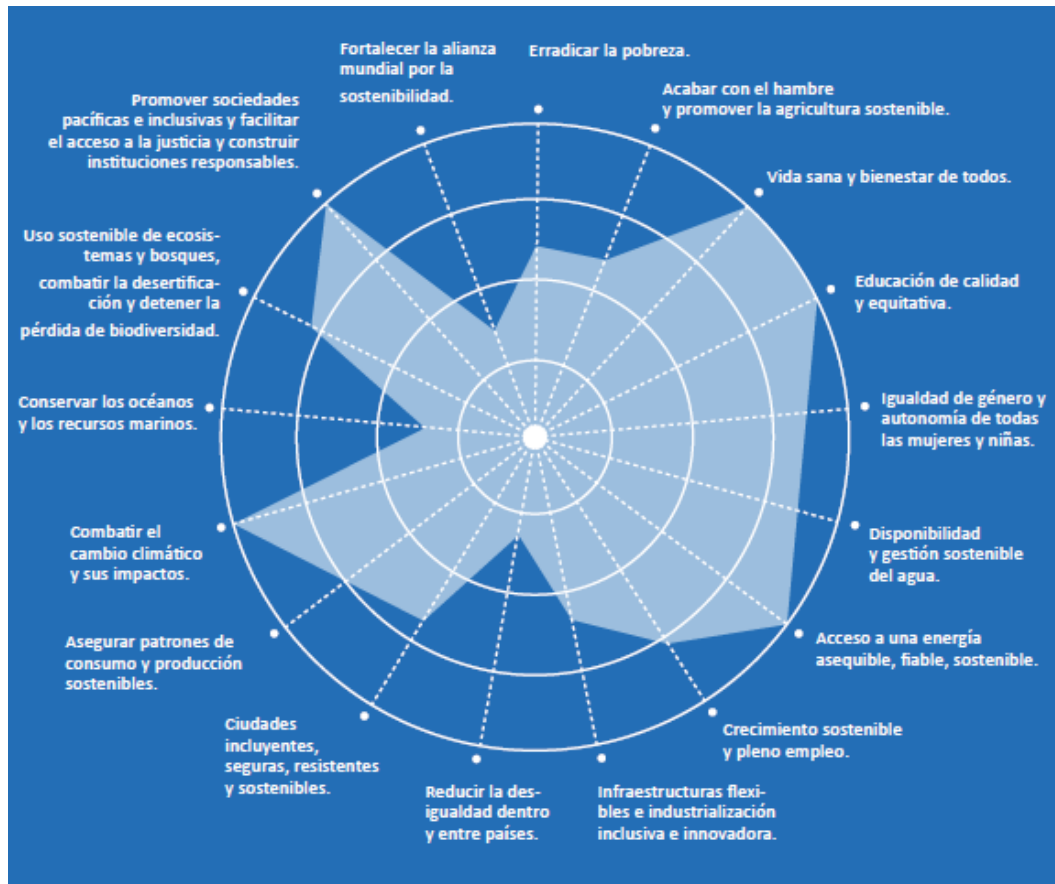 Fortalecer la alianza
mundial por la
sostenibilidad.
Erradicar la pobreza.
Acabar con el hambre
y promover la agricultura sostenible.
Vida sana y bienestar de todos.
Educación de calidad
y equitativa.
Igualdad de género y
autonomía de todas
las mujeres y niñas.
Disponibilidad
y gestión sostenible
del agua.
Acceso a una energía
asequible, fiable, sostenible.
Crecimiento sostenible
y pleno empleo.
Infraestructuras flexi-
bles e industrialización
inclusiva e innovadora.
Reducir la des-
igualdad dentro
y entre países.
Ciudades
incluyentes,
seguras, resistentes
y sostenibles.
Asegurar patrones de
consumo y producción
sostenibles.
Combatir el
cambio climático
y sus impactos.
Conservar los océanos
y los recursos marinos.
Uso sostenible de ecosis-
temas y bosques,
combatir la desertifica-
ción y detener la
pérdida de biodiversidad.
Promover sociedades
pacíficas e inclusivas y facilitar
el acceso a la justicia y construir
instituciones responsables.